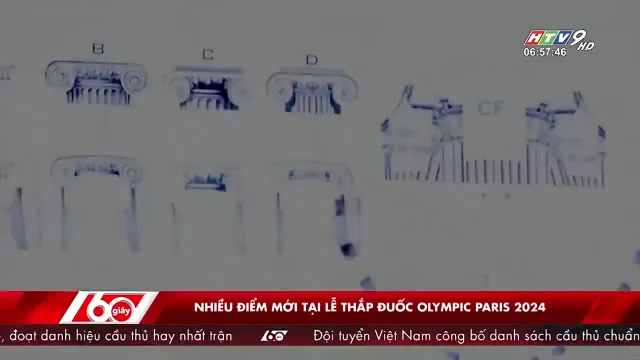 HTV9 HD
06:57:46
B C D
CF
60 giây
NHIỀU ĐIỂM MỚI TẠI LỄ THẮP ĐUỐC OLYMPIC PARIS 2024
, đoạt danh hiệu cầu thủ hay nhất trận 60 Đội tuyển Việt Nam công bố danh sách cầu thủ chuẩn